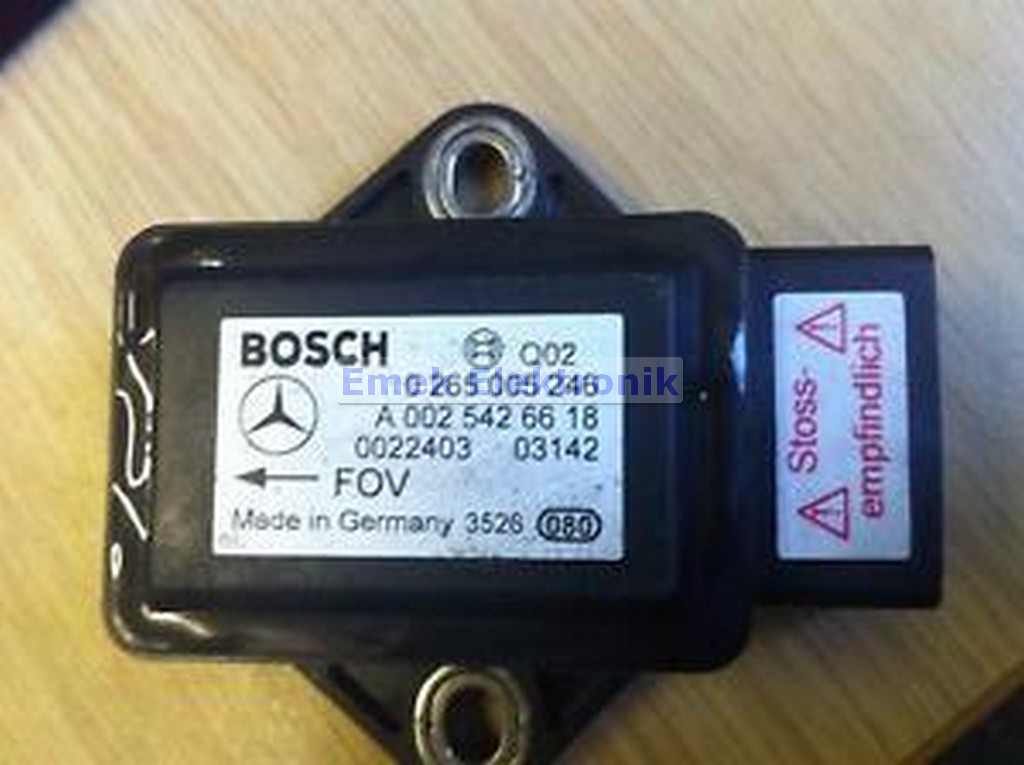 BOSCH
Q02
0 265 005 246
A 002 542 66 18
0022403 03142
FOV
Made in Germany 3526 080
Stoss-
empfindlich
Emek Elektronik